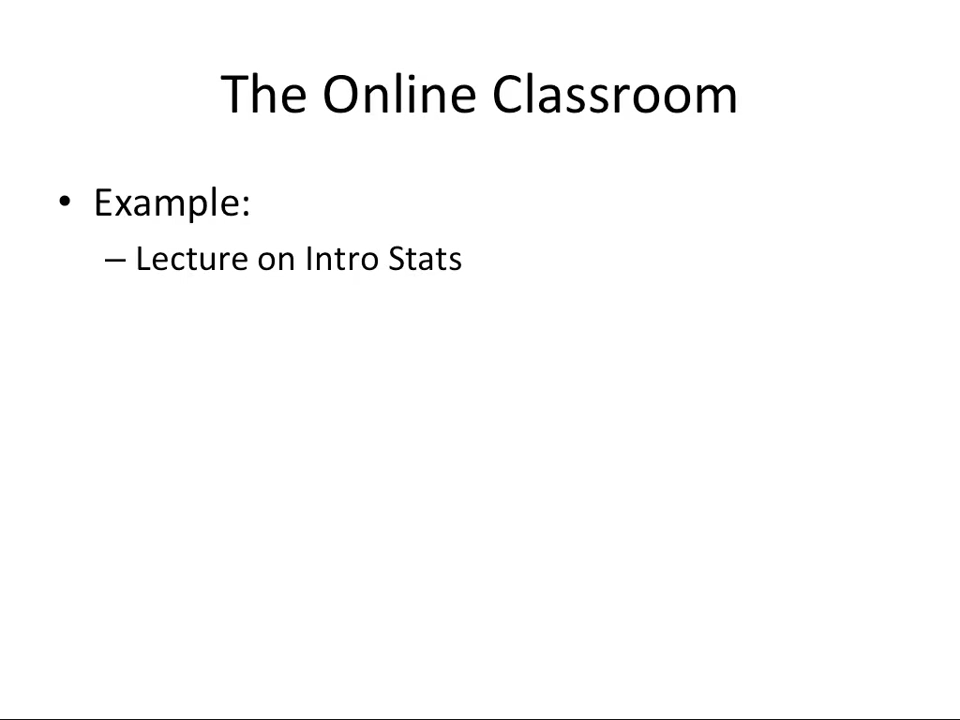 The Online Classroom
• Example:
– Lecture on Intro Stats